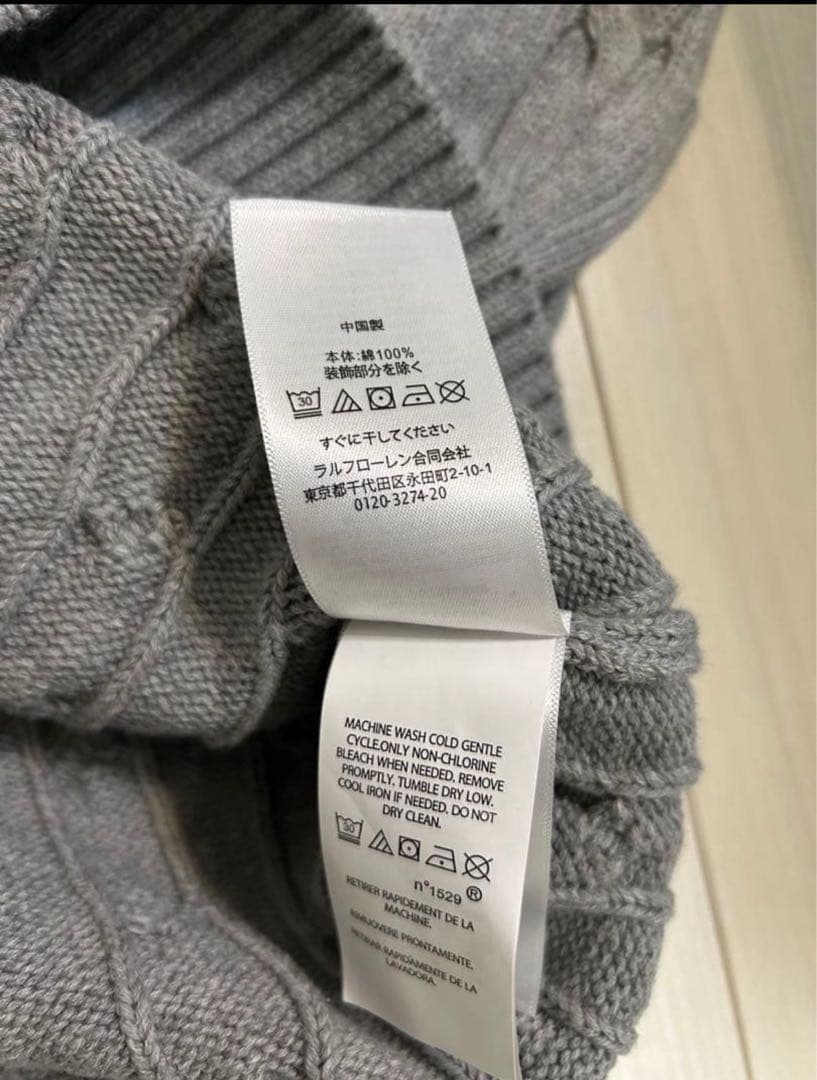 中国製
本体:綿100%
装飾部分を除く
30
すぐに干してください
ラルフローレン合同会社
東京都千代田区永田町2-10-1
0120-3274-20
MACHINE WASH COLD GENTLE
CYCLE.ONLY NON-CHLORINE
BLEACH WHEN NEEDED. REMOVE
PROMPTLY. TUMBLE DRY LOW.
COOL IRON IF NEEDED. DO NOT
DRY CLEAN.
30
n°1529 ®
RETIRER RAPIDEMENT DE LA
MACHINE.
RIMUOVERE PRONTAMENTE.
RETIRAR RAPIDAMENTE DE LA
LAVADORA.